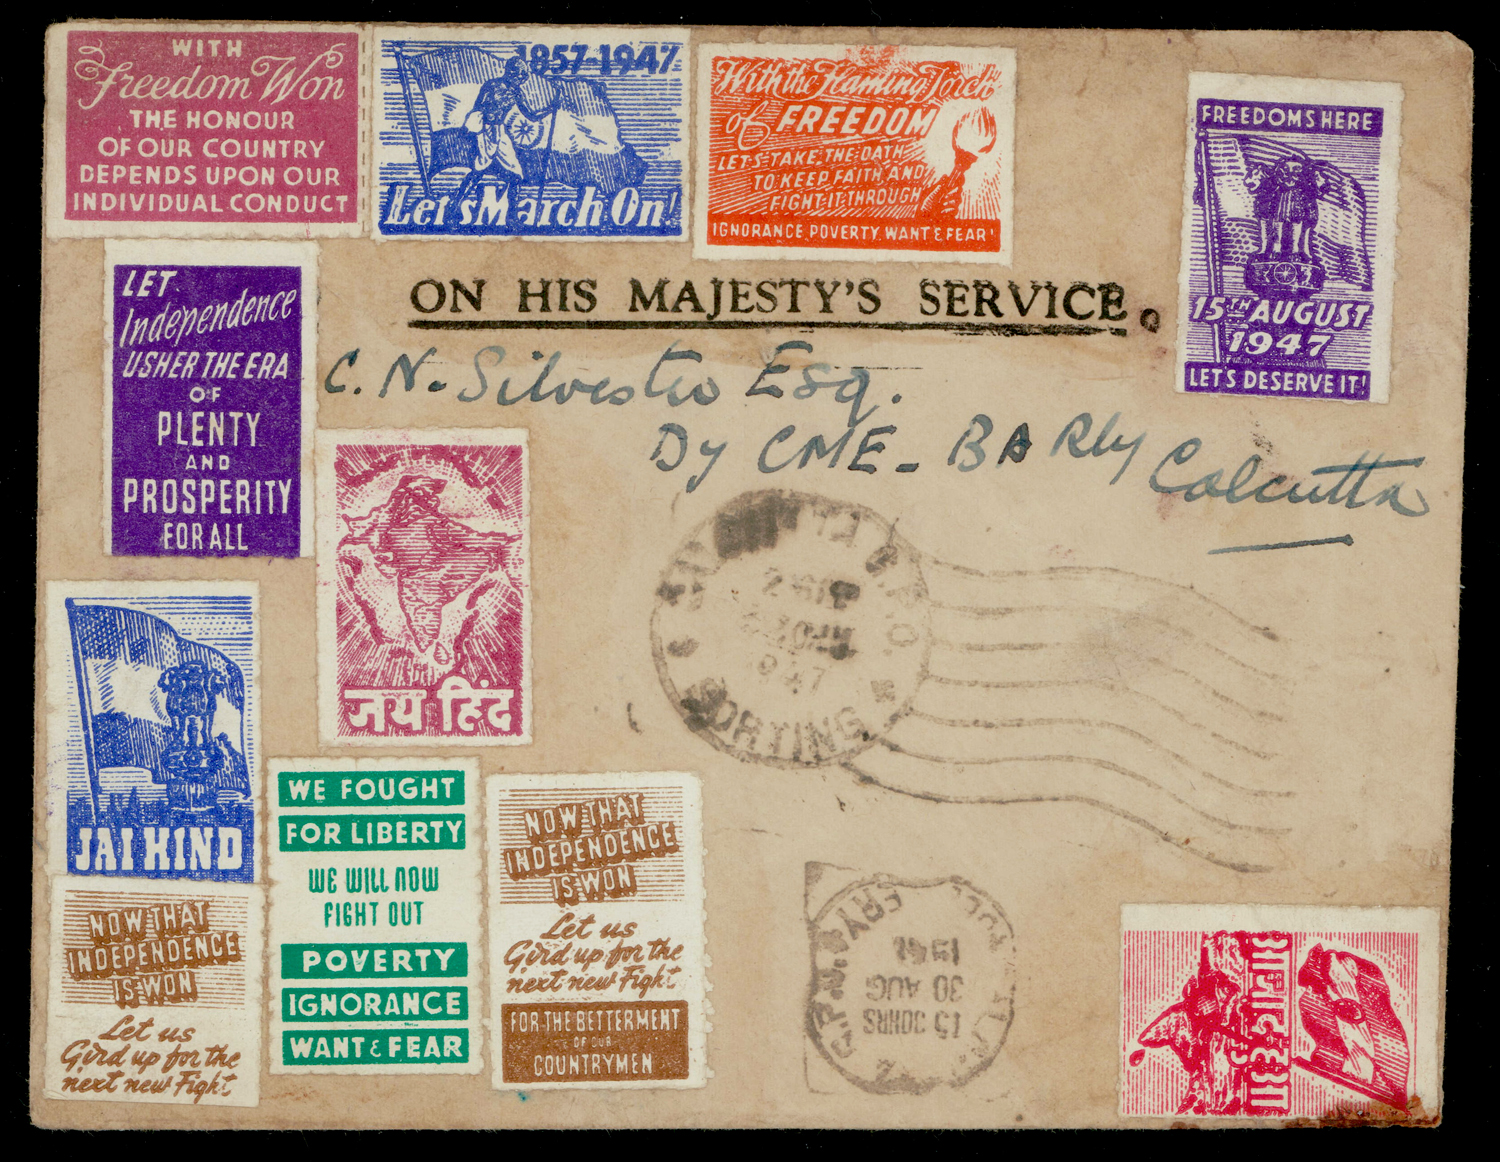 WITH
Freedom Won
THE HONOUR
OF OUR COUNTRY
DEPENDS UPON OUR
INDIVIDUAL CONDUCT
1857-1947
Let's March On!
With the Flaming Torch
of FREEDOM
LET'S TAKE THE OATH
TO KEEP FAITH AND
FIGHT IT THROUGH
IGNORANCE, POVERTY, WANT & FEAR!
FREEDOMS HERE
15TH AUGUST
1947
LET'S DESERVE IT!
ON HIS MAJESTY'S SERVICE.
C. N. Silvestro Esq.
Dy CME - BA Rly
Calcutta
LET
Independence
USHER THE ERA
OF
PLENTY
AND
PROSPERITY
FOR ALL
जय हिंद
JAI HIND
WE FOUGHT
FOR LIBERTY
WE WILL NOW
FIGHT OUT
POVERTY
IGNORANCE
WANT & FEAR
NOW THAT
INDEPENDENCE
IS WON
Let us
Gird up for the
next new Fight
FOR THE BETTERMENT
OF OUR
COUNTRYMEN
NOW THAT
INDEPENDENCE
IS WON
Let us
Gird up for the
next new Fight
G.P.O.
SORTING
1947
15 30HRS
30 AUG